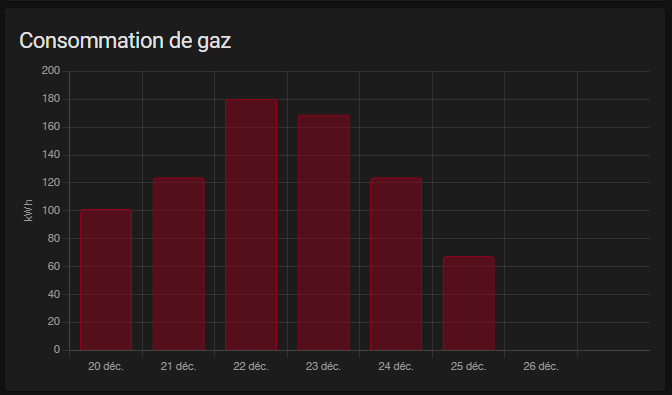 Consommation de gaz
200
180
160
140
120
100
80
60
40
20
0
kWh
20 déc.
21 déc.
22 déc.
23 déc.
24 déc.
25 déc.
26 déc.